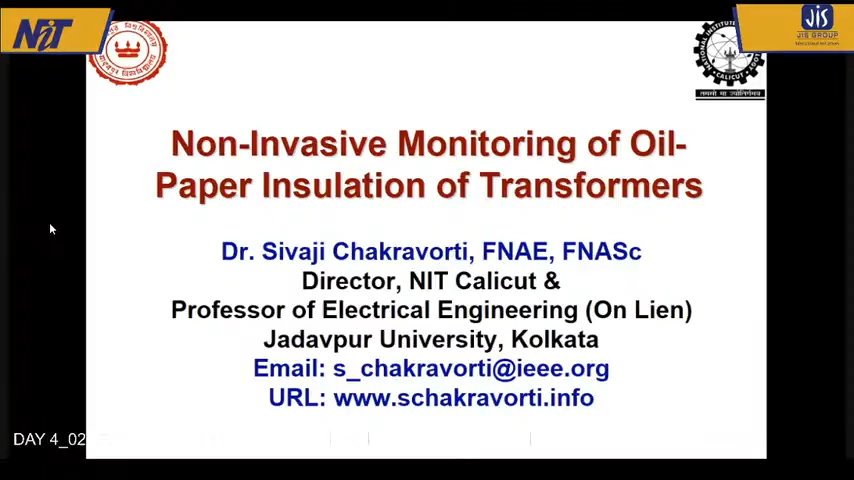 NiT
JIS
JIS GROUP
Non-Invasive Monitoring of Oil-
Paper Insulation of Transformers
Dr. Sivaji Chakravorti, FNAE, FNASc
Director, NIT Calicut &
Professor of Electrical Engineering (On Lien)
Jadavpur University, Kolkata
Email: s_chakravorti@ieee.org
URL: www.schakravorti.info
DAY 4_02